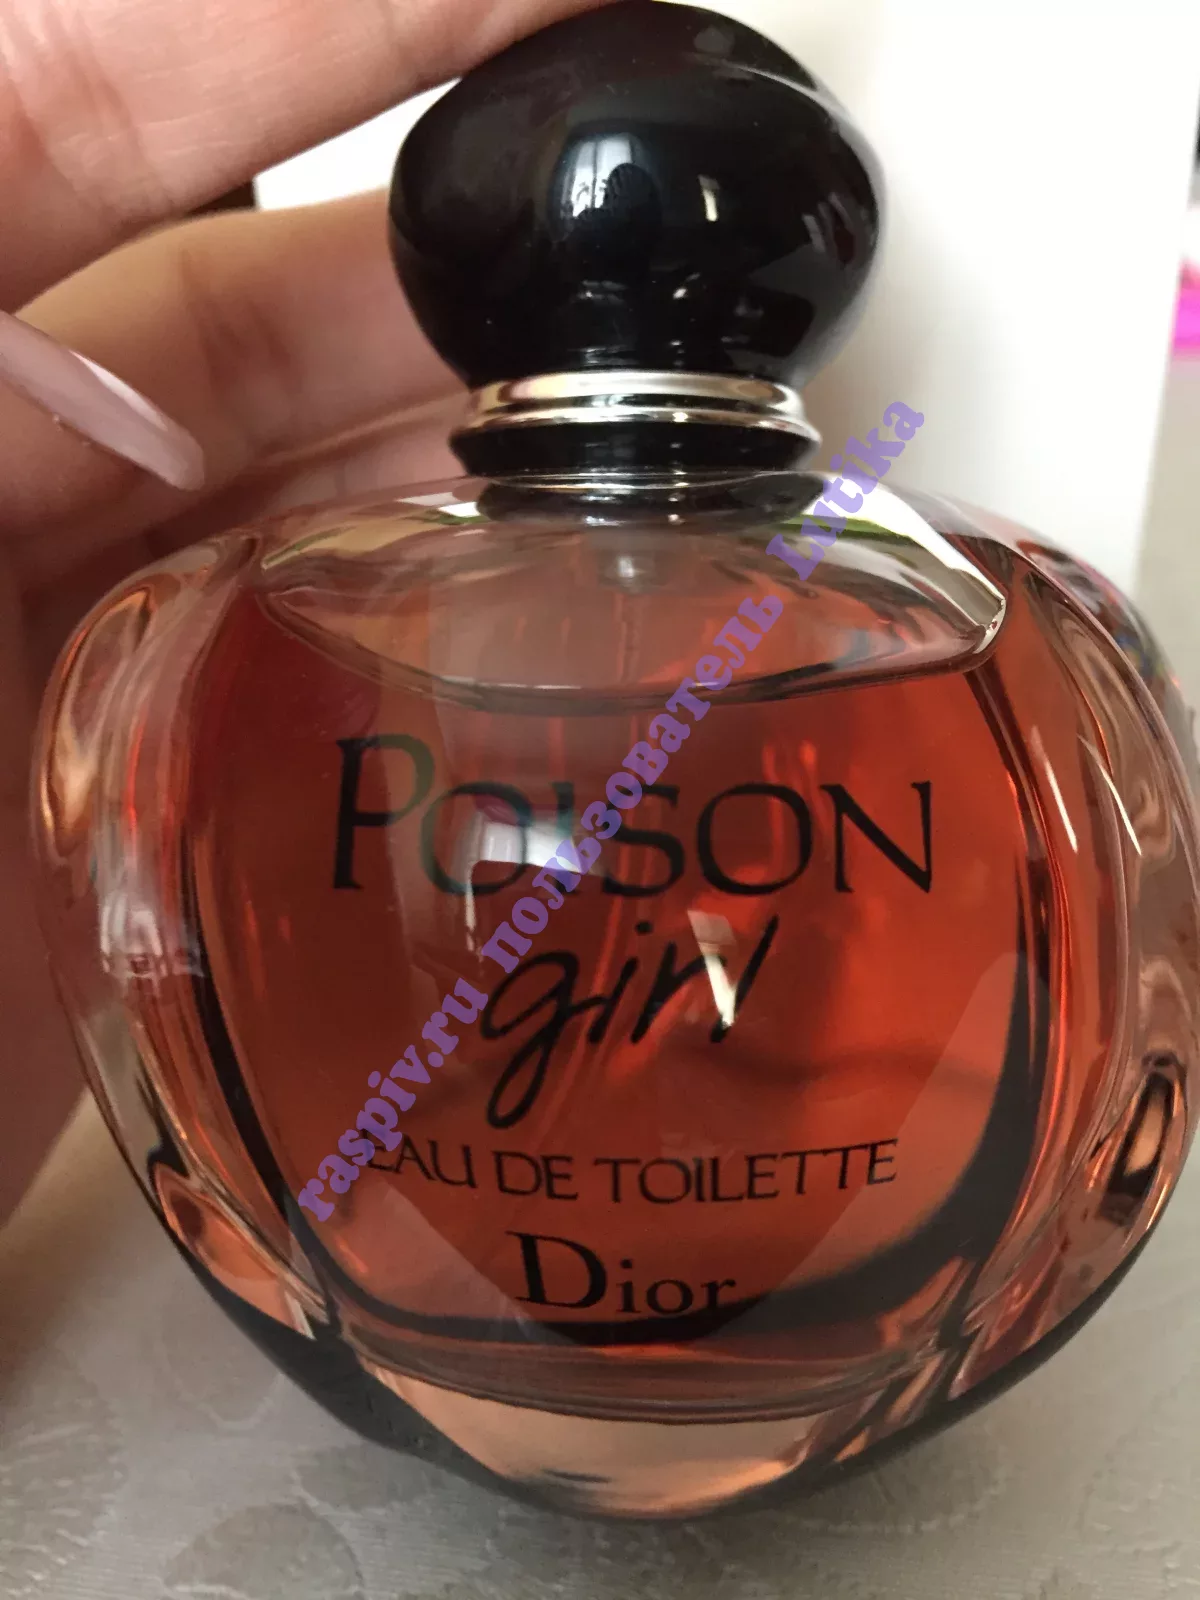 POISON
girl
EAU DE TOILETTE
Dior
raspiv.ru пользователь Lutika